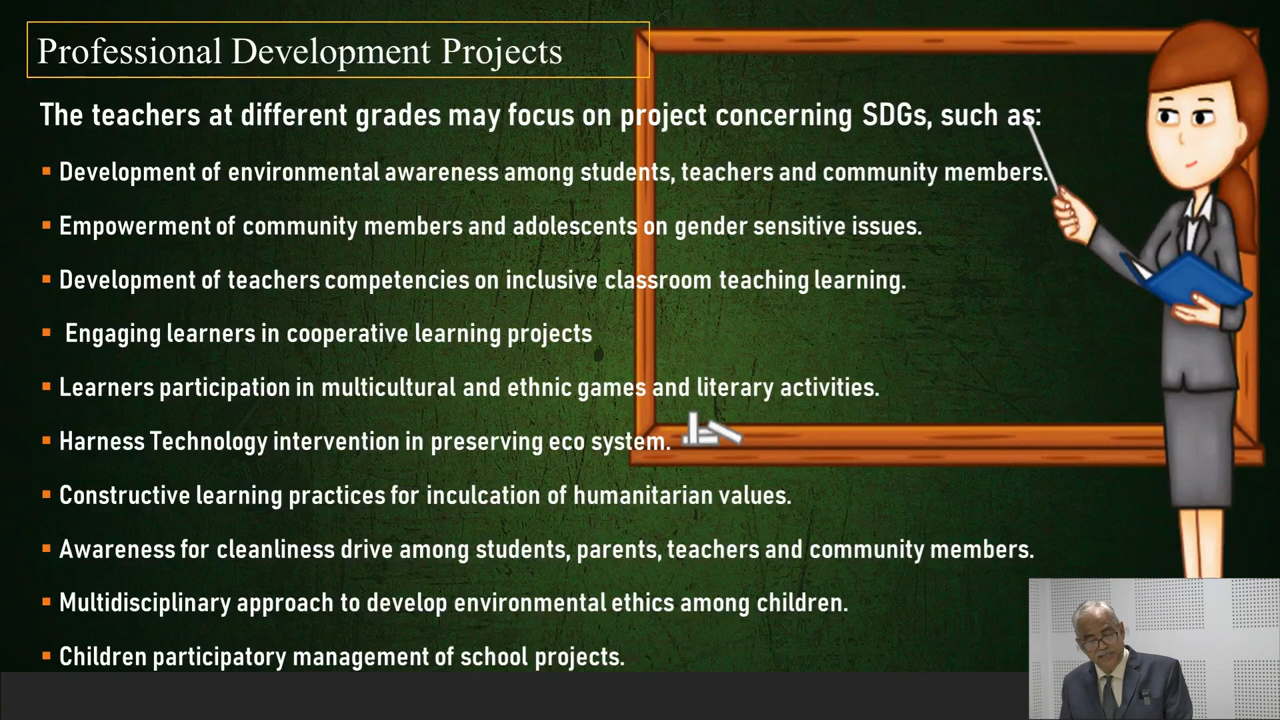 Professional Development Projects
The teachers at different grades may focus on project concerning SDGs, such as:
▪ Development of environmental awareness among students, teachers and community members.
▪ Empowerment of community members and adolescents on gender sensitive issues.
▪ Development of teachers competencies on inclusive classroom teaching learning.
▪ Engaging learners in cooperative learning projects
▪ Learners participation in multicultural and ethnic games and literary activities.
▪ Harness Technology intervention in preserving eco system.
▪ Constructive learning practices for inculcation of humanitarian values.
▪ Awareness for cleanliness drive among students, parents, teachers and community members.
▪ Multidisciplinary approach to develop environmental ethics among children.
▪ Children participatory management of school projects.